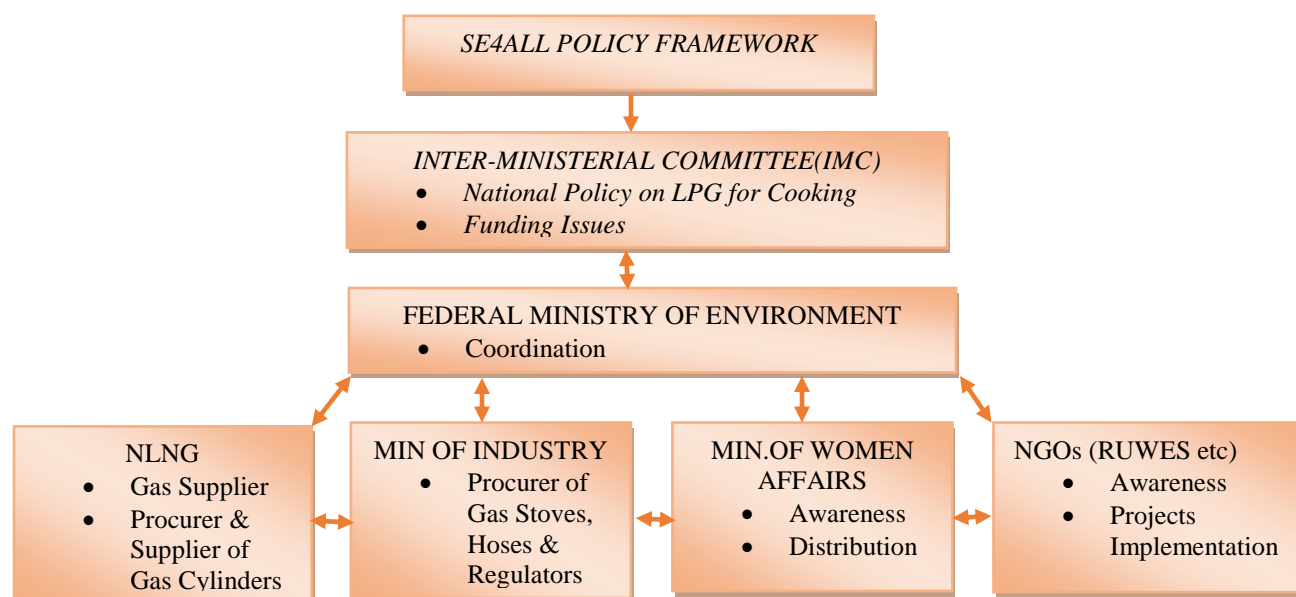 SE4ALL POLICY FRAMEWORK
INTER-MINISTERIAL COMMITTEE(IMC)
• National Policy on LPG for Cooking
• Funding Issues
FEDERAL MINISTRY OF ENVIRONMENT
• Coordination
NLNG
• Gas Supplier
• Procurer &
Supplier of
Gas Cylinders
MIN OF INDUSTRY
• Procurer of
Gas Stoves,
Hoses &
Regulators
MIN.OF WOMEN
AFFAIRS
• Awareness
• Distribution
NGOs (RUWES etc)
• Awareness
• Projects
Implementation